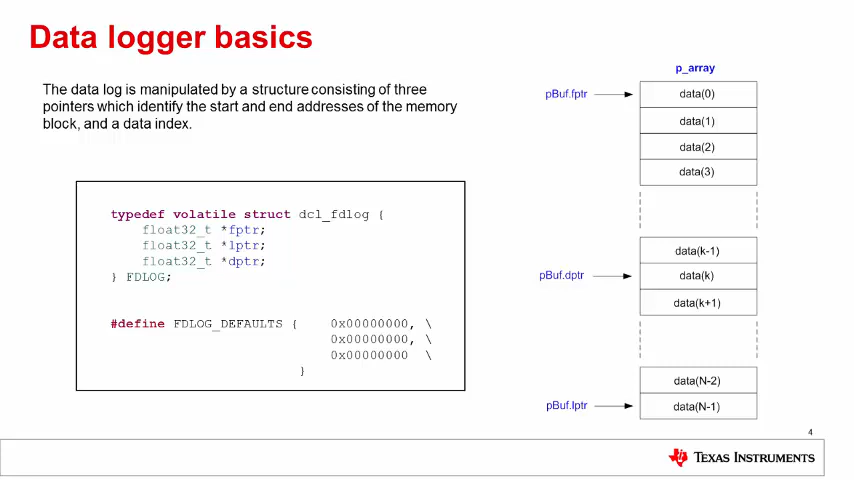 Data logger basics
The data log is manipulated by a structure consisting of three
pointers which identify the start and end addresses of the memory
block, and a data index.
typedef volatile struct dcl_fdlog {
float32_t *fptr;
float32_t *lptr;
float32_t *dptr;
} FDLOG;
#define FDLOG_DEFAULTS { 0x00000000, \
0x00000000, \
0x00000000 \
}
p_array
pBuf.fptr
data(0)
data(1)
data(2)
data(3)
data(k-1)
pBuf.dptr
data(k)
data(k+1)
data(N-2)
pBuf.lptr
data(N-1)
4
TEXAS INSTRUMENTS